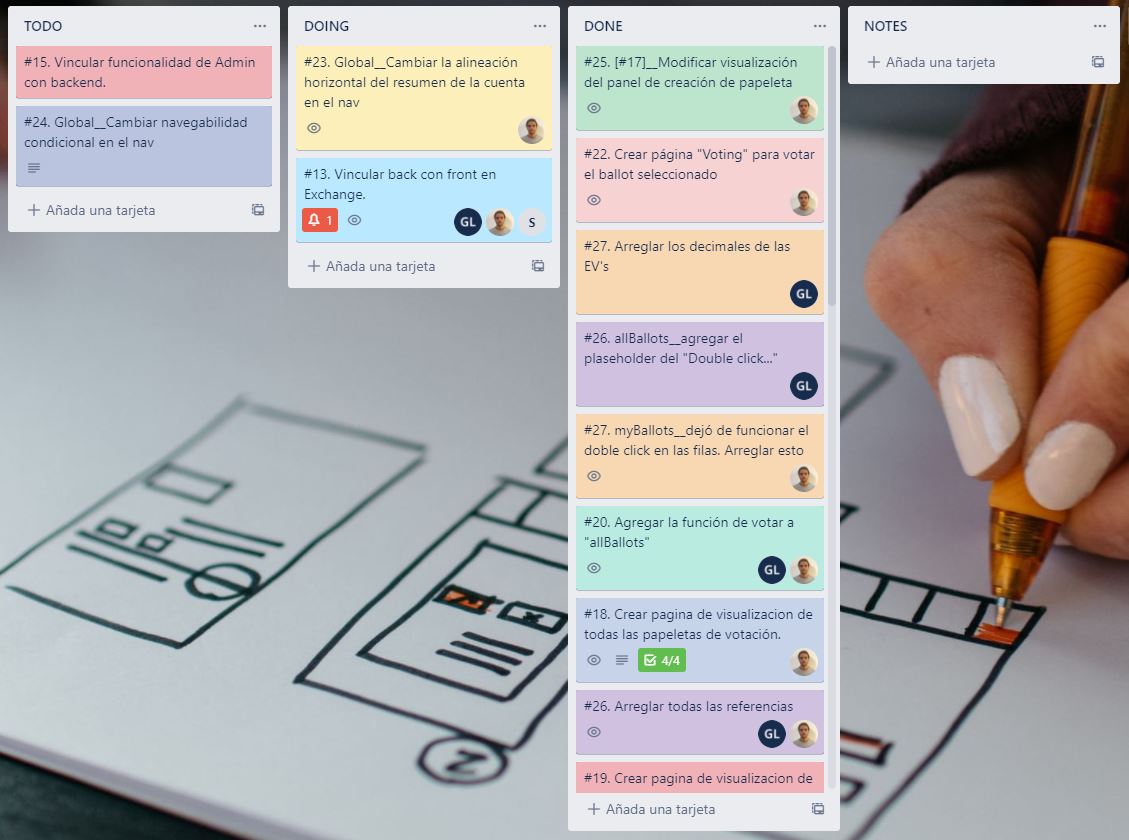 TODO
#15. Vincular funcionalidad de Admin
con backend.
#24. Global__Cambiar navegabilidad
condicional en el nav
Añada una tarjeta
DOING
#23. Global__Cambiar la alineación
horizontal del resumen de la cuenta
en el nav
#13. Vincular back con front en
Exchange.
1
GL
S
Añada una tarjeta
DONE
#25. [#17]__Modificar visualización
del panel de creación de papeleta
#22. Crear página "Voting" para votar
el ballot seleccionado
#27. Arreglar los decimales de las
EV's
GL
#26. allBallots__agregar el
plaseholder del "Double click..."
GL
#27. myBallots__dejó de funcionar el
doble click en las filas. Arreglar esto
#20. Agregar la función de votar a
"allBallots"
GL
#18. Crear pagina de visualizacion de
todas las papeletas de votación.
4/4
#26. Arreglar todas las referencias
GL
#19. Crear pagina de visualizacion de
Añada una tarjeta
NOTES
Añada una tarjeta
2